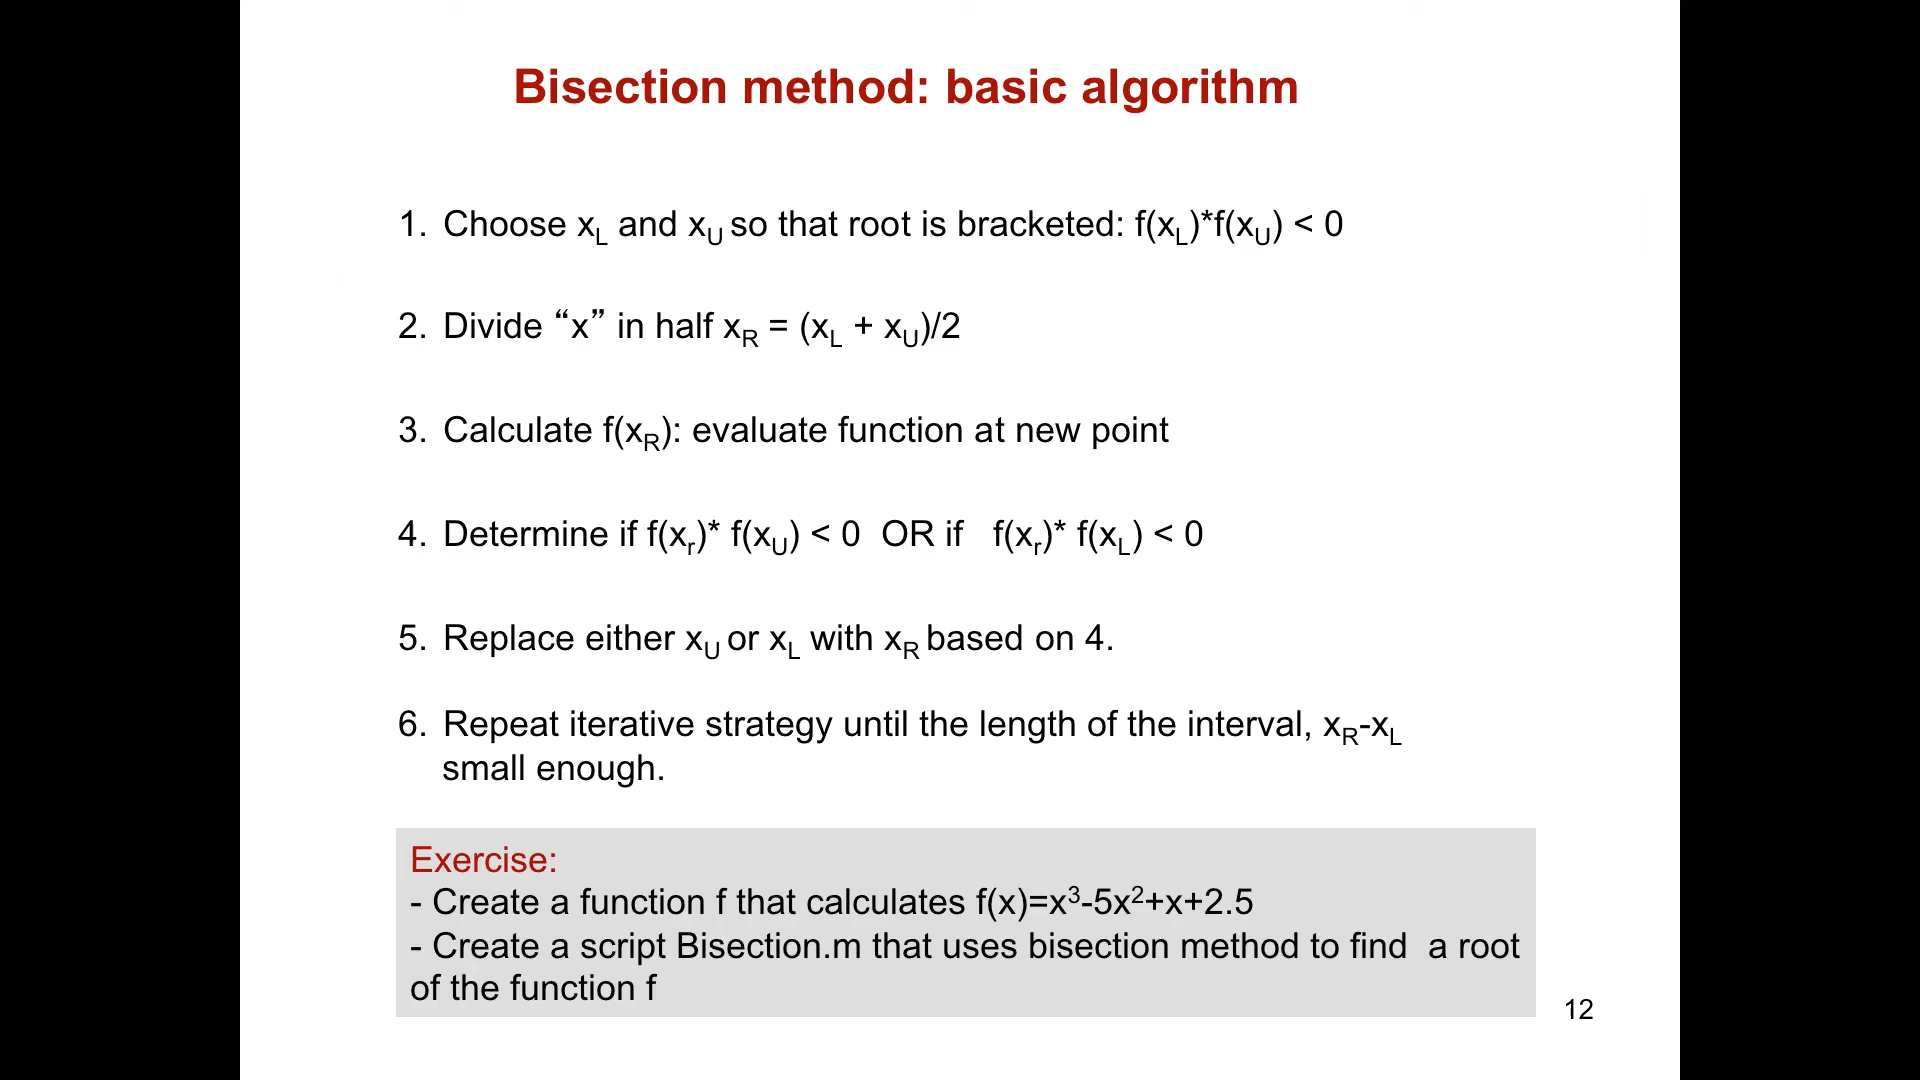 Bisection method: basic algorithm
1. Choose x_L and x_U so that root is bracketed: f(x_L)*f(x_U) < 0
2. Divide “x” in half x_R = (x_L + x_U)/2
3. Calculate f(x_R): evaluate function at new point
4. Determine if f(x_r)* f(x_U) < 0 OR if f(x_r)* f(x_L) < 0
5. Replace either x_U or x_L with x_R based on 4.
6. Repeat iterative strategy until the length of the interval, x_R-x_L
small enough.
Exercise:
- Create a function f that calculates f(x)=x³-5x²+x+2.5
- Create a script Bisection.m that uses bisection method to find a root
of the function f
12